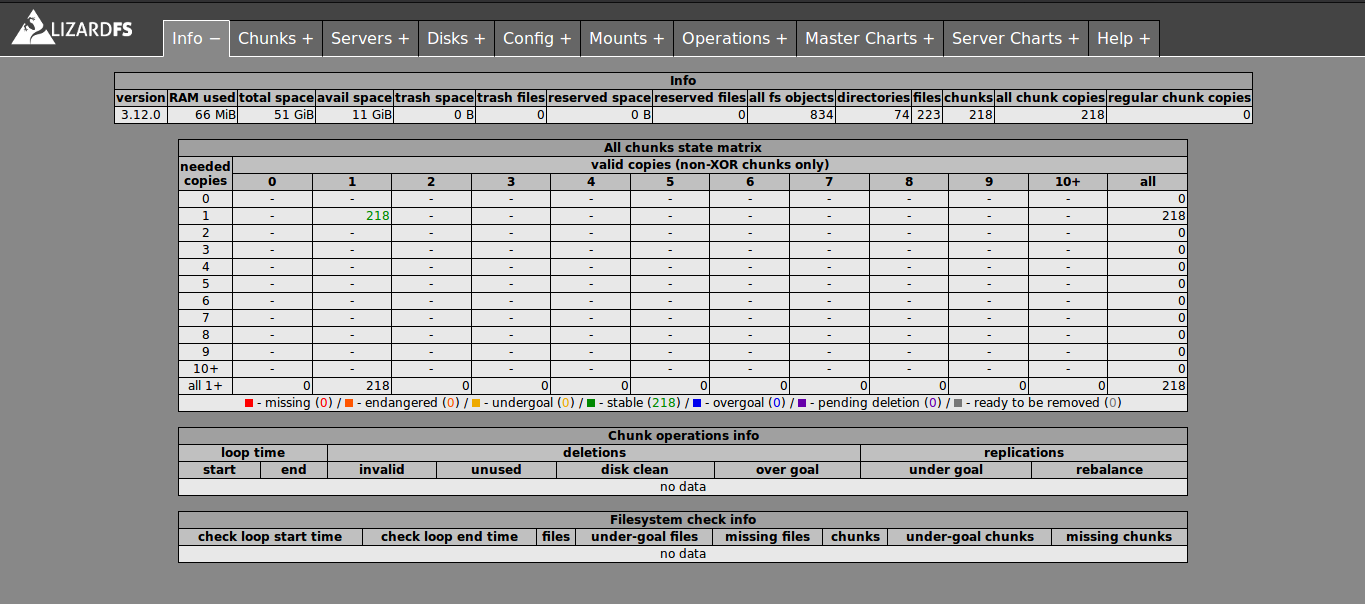 LIZARDFS
Info − Chunks + Servers + Disks + Config + Mounts + Operations + Master Charts + Server Charts + Help +
Info
version RAM used total space avail space trash space trash files reserved space reserved files all fs objects directories files chunks all chunk copies regular chunk copies
3.12.0 66 MiB 51 GiB 11 GiB 0 B 0 0 B 0 834 74 223 218 218 0
All chunks state matrix
needed copies valid copies (non-XOR chunks only)
0 1 2 3 4 5 6 7 8 9 10+ all
0 - - - - - - - - - - - 0
1 - 218 - - - - - - - - - 218
2 - - - - - - - - - - - 0
3 - - - - - - - - - - - 0
4 - - - - - - - - - - - 0
5 - - - - - - - - - - - 0
6 - - - - - - - - - - - 0
7 - - - - - - - - - - - 0
8 - - - - - - - - - - - 0
9 - - - - - - - - - - - 0
10+ - - - - - - - - - - - 0
all 1+ 0 218 0 0 0 0 0 0 0 0 0 218
- missing (0) / - endangered (0) / - undergoal (0) / - stable (218) / - overgoal (0) / - pending deletion (0) / - ready to be removed (0)
Chunk operations info
loop time deletions replications
start end invalid unused disk clean over goal under goal rebalance
no data
Filesystem check info
check loop start time check loop end time files under-goal files missing files chunks under-goal chunks missing chunks
no data